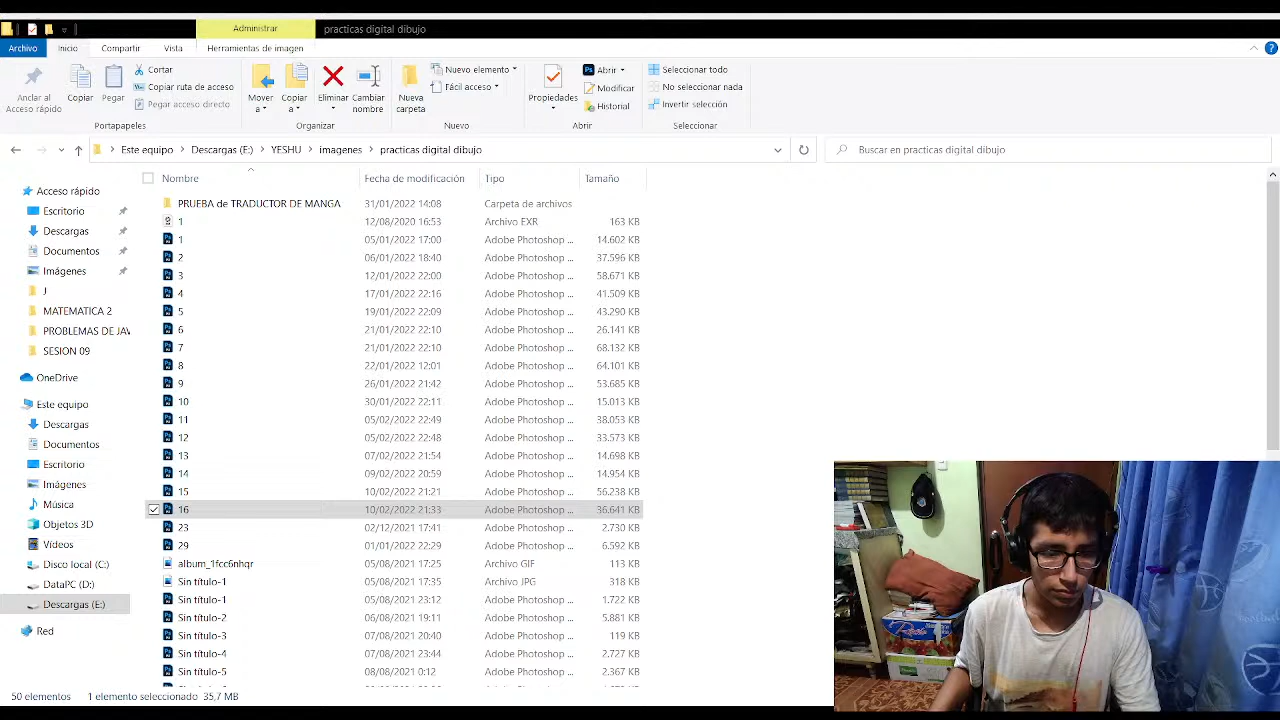 Administrar
practicas digital dibujo
Archivo
Inicio
Compartir
Vista
Herramientas de imagen
Anclar al
Acceso rápido
Copiar
Pegar
Cortar
Copiar ruta de acceso
Pegar acceso directo
Portapapeles
Mover
a
Copiar
a
Eliminar
Cambiar
nombre
Organizar
Nueva
carpeta
Nuevo elemento
Fácil acceso
Nuevo
Propiedades
Abrir
Modificar
Historial
Abrir
Seleccionar todo
No seleccionar nada
Invertir selección
Seleccionar
Este equipo > Descargas (E:) > YESHU > imagenes > practicas digital dibujo
Buscar en practicas digital dibujo
Nombre Fecha de modificación Tipo Tamaño
Acceso rápido
Escritorio
Descargas
Documentos
Imágenes
J
MATEMATICA 2
PROBLEMAS DE JAV
SESION 09
OneDrive
Este equipo
Descargas
Documentos
Escritorio
Imágenes
Música
Objetos 3D
Vídeos
Disco local (C:)
DataPC (D:)
Descargas (E:)
Red
PRUEBA de TRADUCTOR DE MANGA 31/01/2022 14:08 Carpeta de archivos
1 12/08/2020 16:53 Archivo EXR 163 KB
1 05/01/2022 17:00 Adobe Photoshop ... 14.602 KB
2 06/01/2022 18:40 Adobe Photoshop ... 37.596 KB
3 12/01/2022 22:00 Adobe Photoshop ... 58.671 KB
4 17/01/2022 22:16 Adobe Photoshop ... 41.509 KB
5 19/01/2022 22:09 Adobe Photoshop ... 43.290 KB
6 21/01/2022 22:10 Adobe Photoshop ... 26.141 KB
7 21/01/2022 22:10 Adobe Photoshop ... 68.132 KB
8 22/01/2022 12:01 Adobe Photoshop ... 64.101 KB
9 26/01/2022 21:42 Adobe Photoshop ... 53.685 KB
10 30/01/2022 22:11 Adobe Photoshop ... 15.013 KB
11 05/02/2022 22:49 Adobe Photoshop ... 38.053 KB
12 05/02/2022 22:48 Adobe Photoshop ... 33.573 KB
13 07/02/2022 21:54 Adobe Photoshop ... 14.698 KB
14 09/02/2022 20:59 Adobe Photoshop ... 14.954 KB
15 10/02/2022 21:21 Adobe Photoshop ... 56.238 KB
16 10/02/2022 21:33 Adobe Photoshop ... 36.641 KB
23 02/12/2021 17:41 Adobe Photoshop ... 2.730 KB
29 01/01/2022 22:29 Adobe Photoshop ... 6.592 KB
album_1fcc6nhqr 05/08/2021 17:25 Archivo GIF 113 KB
Sin título-1 05/08/2021 17:35 Archivo JPG 318 KB
Sin título-1 05/08/2021 23:12 Adobe Photoshop ... 1.722 KB
Sin título-2 06/08/2021 19:11 Adobe Photoshop ... 5.881 KB
Sin título-3 07/08/2021 20:40 Adobe Photoshop ... 119 KB
Sin título-4 07/08/2021 23:44 Adobe Photoshop ... 2.727 KB
Sin título-5 08/08/2021 0:12 Adobe Photoshop ... 2.367 KB
50 elementos 1 elemento seleccionado 35,7 MB